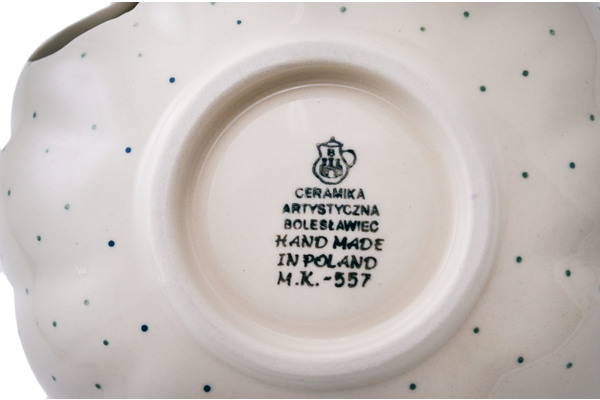 B
CERAMIKA
ARTYSTYCZNA
BOLESŁAWIEC
HAND MADE
IN POLAND
M.K.-557